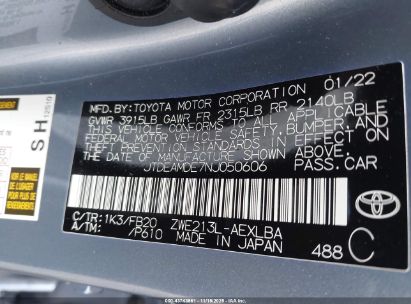 MFD. BY: TOYOTA MOTOR CORPORATION 01/22
GVWR 3915LB GAWR FR 2315LB RR 2140LB
THIS VEHICLE CONFORMS TO ALL APPLICABLE
FEDERAL MOTOR VEHICLE SAFETY, BUMPER, AND
THEFT PREVENTION STANDARDS IN EFFECT ON
THE DATE OF MANUFACTURE SHOWN ABOVE.
JTDEAMDE7NJ050606 PASS. CAR
C/TR: 1K3/FB20 ZWE213L-AEXLBA
A/TM: /P610 MADE IN JAPAN
488 C
TOYOTA
SH